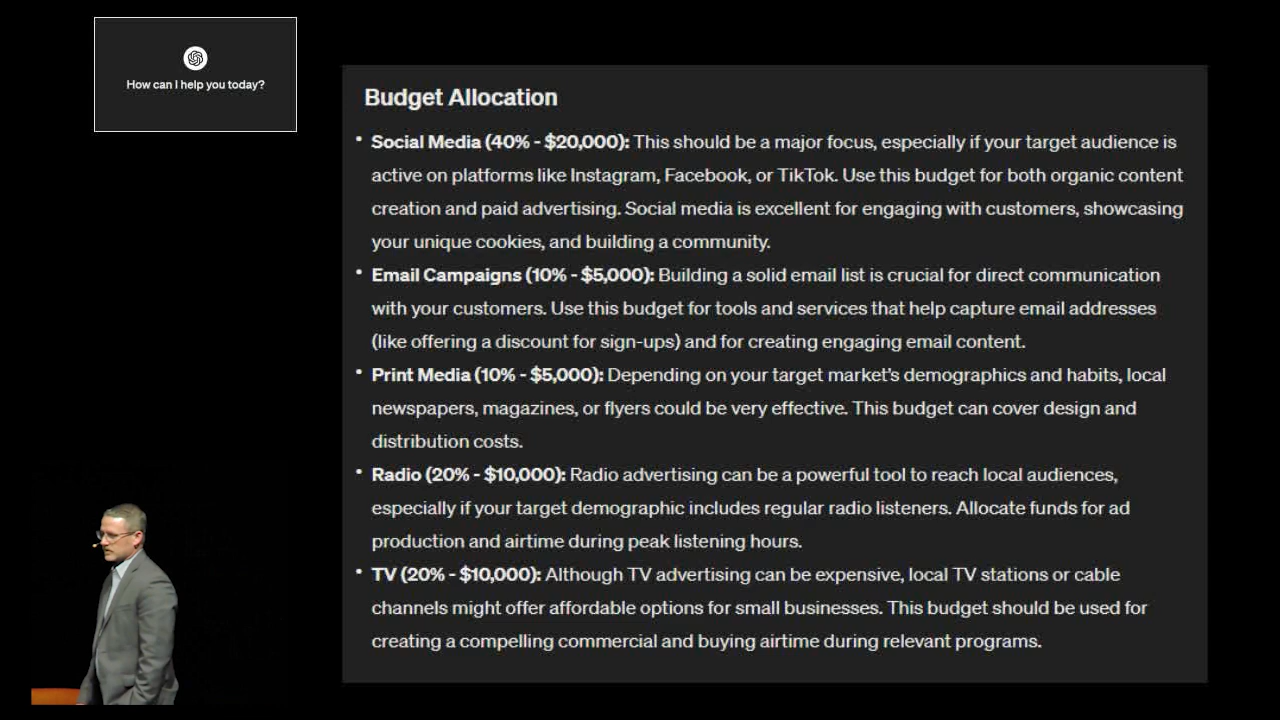 How can I help you today?
Budget Allocation
• Social Media (40% - $20,000): This should be a major focus, especially if your target audience is
active on platforms like Instagram, Facebook, or TikTok. Use this budget for both organic content
creation and paid advertising. Social media is excellent for engaging with customers, showcasing
your unique cookies, and building a community.
• Email Campaigns (10% - $5,000): Building a solid email list is crucial for direct communication
with your customers. Use this budget for tools and services that help capture email addresses
(like offering a discount for sign-ups) and for creating engaging email content.
• Print Media (10% - $5,000): Depending on your target market's demographics and habits, local
newspapers, magazines, or flyers could be very effective. This budget can cover design and
distribution costs.
• Radio (20% - $10,000): Radio advertising can be a powerful tool to reach local audiences,
especially if your target demographic includes regular radio listeners. Allocate funds for ad
production and airtime during peak listening hours.
• TV (20% - $10,000): Although TV advertising can be expensive, local TV stations or cable
channels might offer affordable options for small businesses. This budget should be used for
creating a compelling commercial and buying airtime during relevant programs.